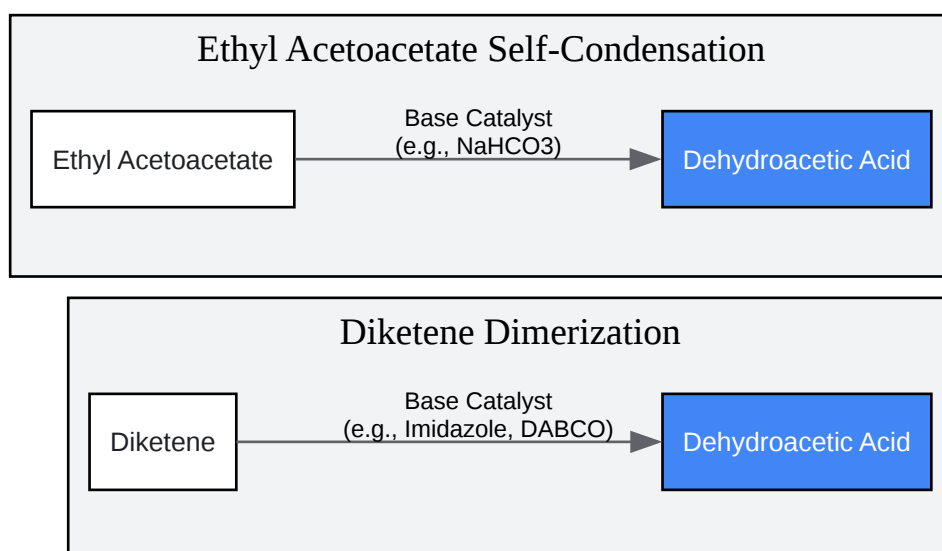 Ethyl Acetoacetate Self-Condensation
Base Catalyst
(e.g., NaHCO3)
Ethyl Acetoacetate
Dehydroacetic Acid
Diketene Dimerization
Base Catalyst
(e.g., Imidazole, DABCO)
Diketene
Dehydroacetic Acid